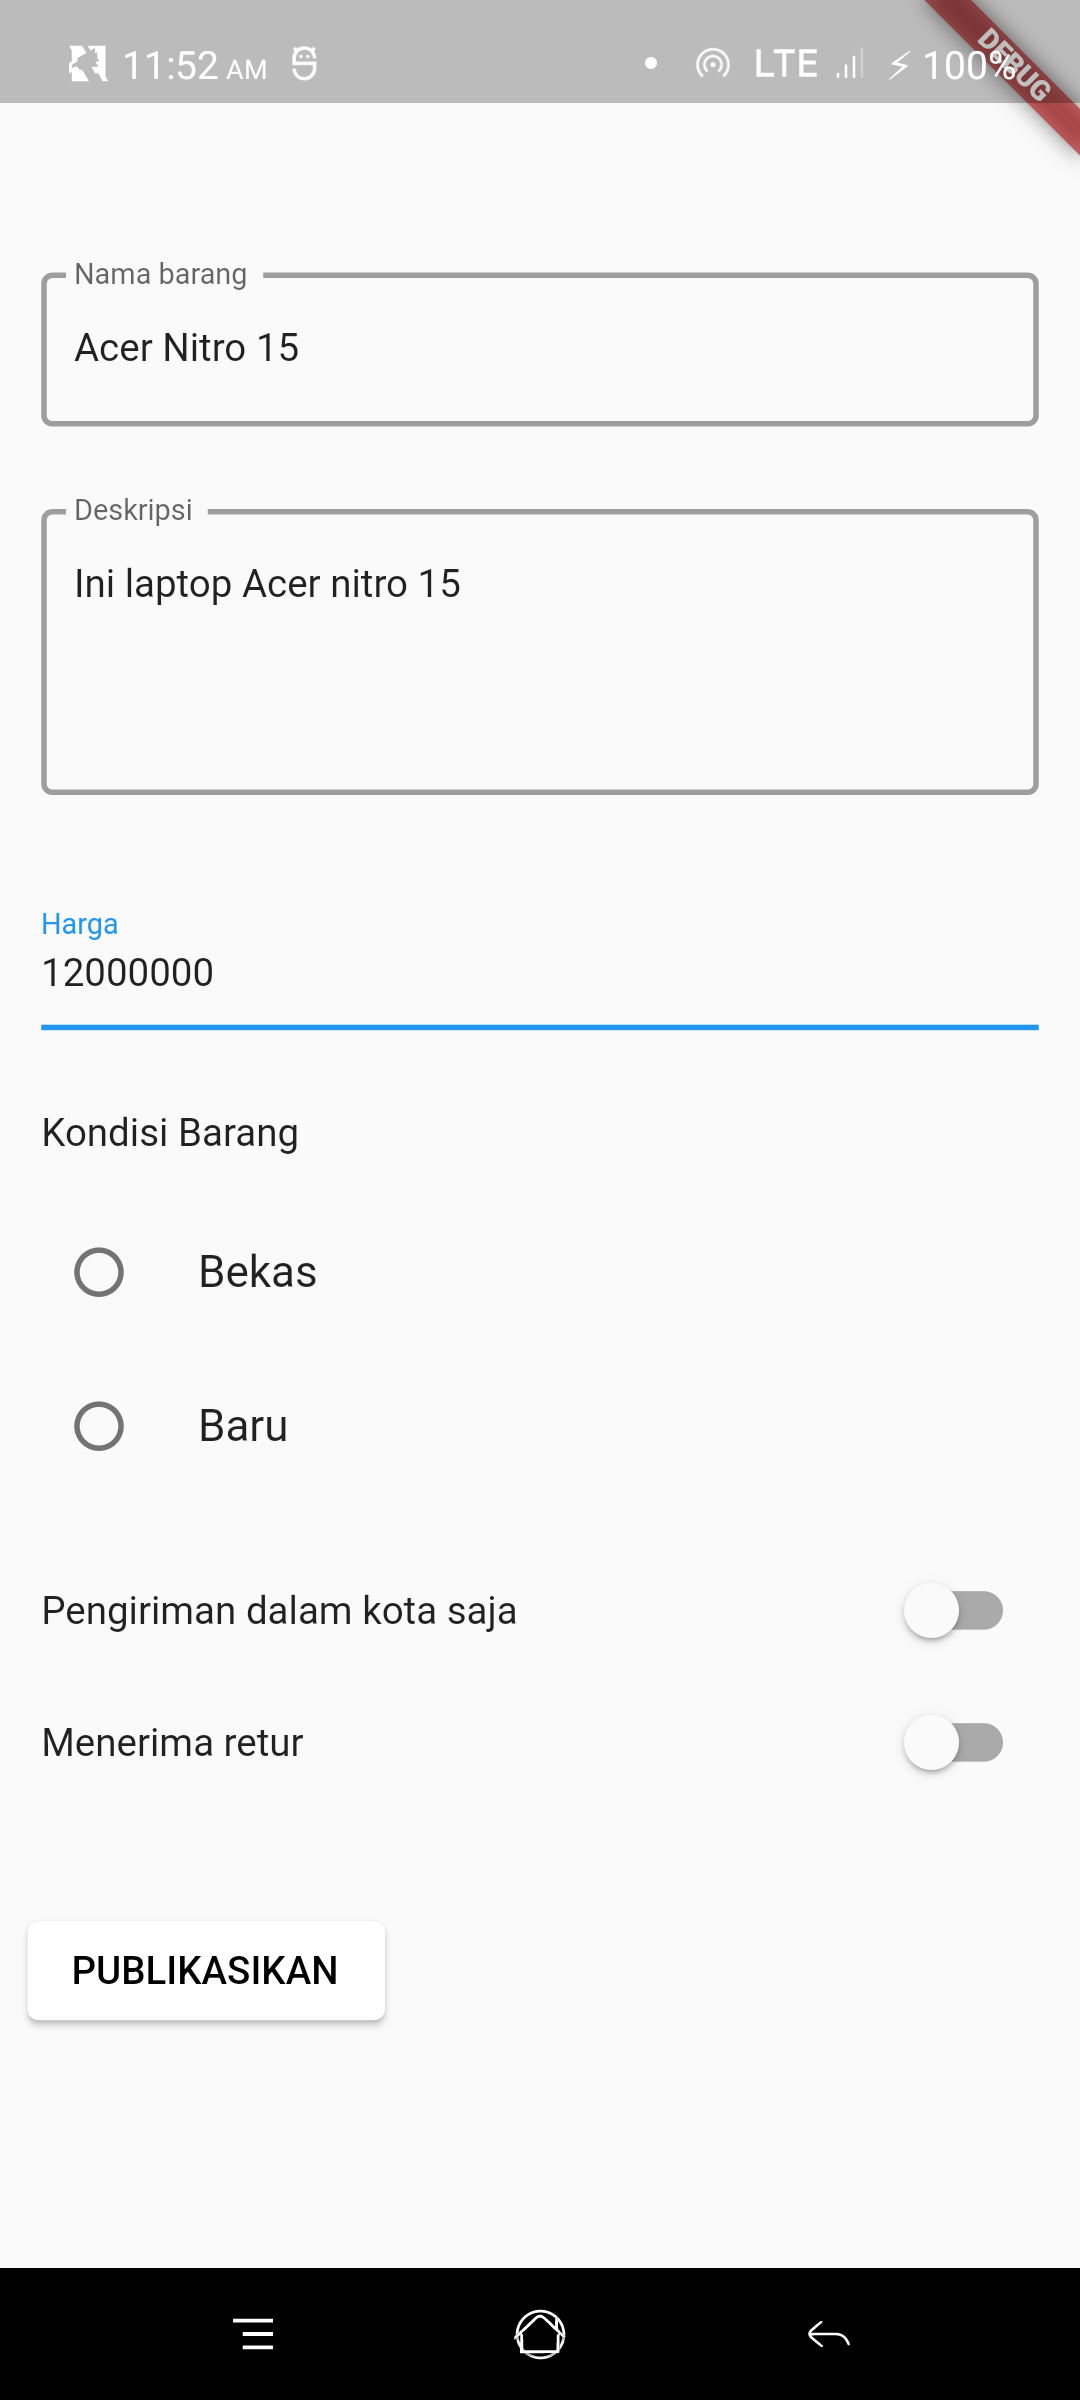 11:52 AM
LTE
100%
DEBUG
Nama barang
Acer Nitro 15
Deskripsi
Ini laptop Acer nitro 15
Harga
12000000
Kondisi Barang
Bekas
Baru
Pengiriman dalam kota saja
Menerima retur
PUBLIKASIKAN